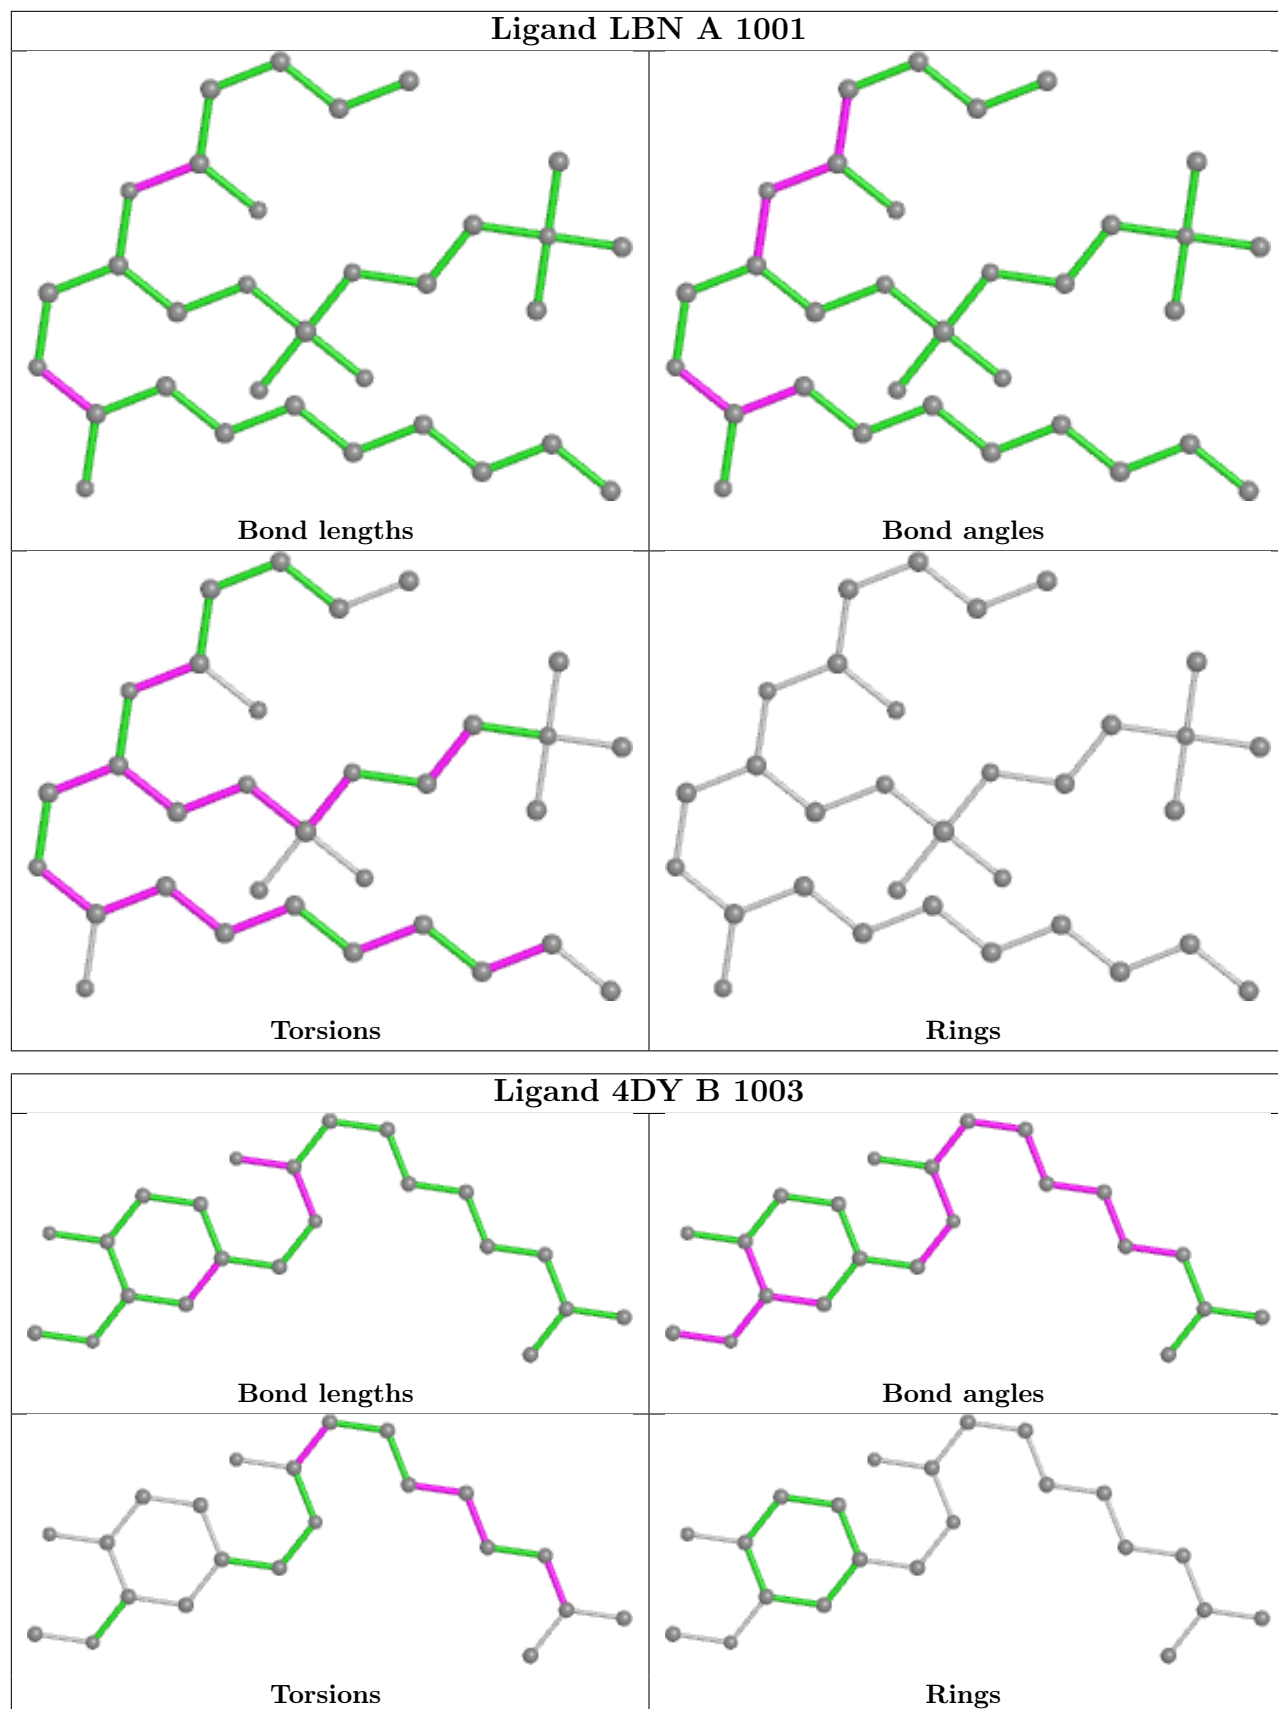 Ligand LBN A 1001
Bond lengths
Bond angles
Torsions
Rings
Ligand 4DY B 1003
Bond lengths
Bond angles
Torsions
Rings